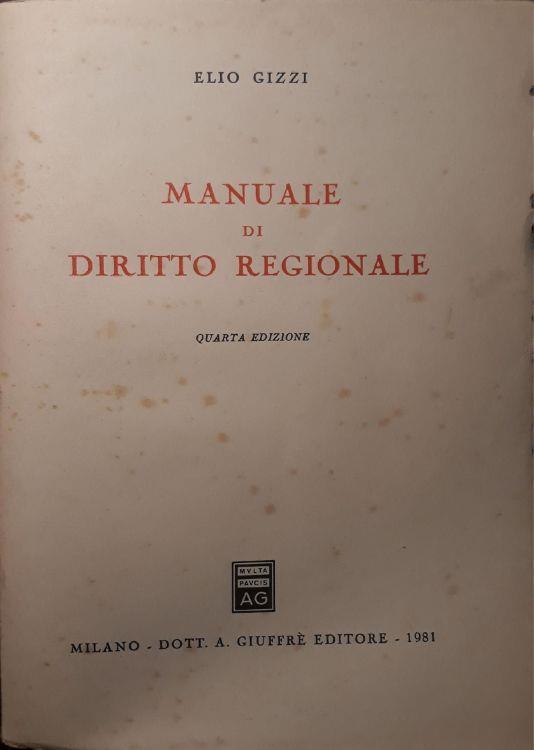 ELIO GIZZI
MANUALE
DI
DIRITTO REGIONALE
QUARTA EDIZIONE
MVLTA
PAVCIS
AG
MILANO - DOTT. A. GIUFFRÈ EDITORE - 1981